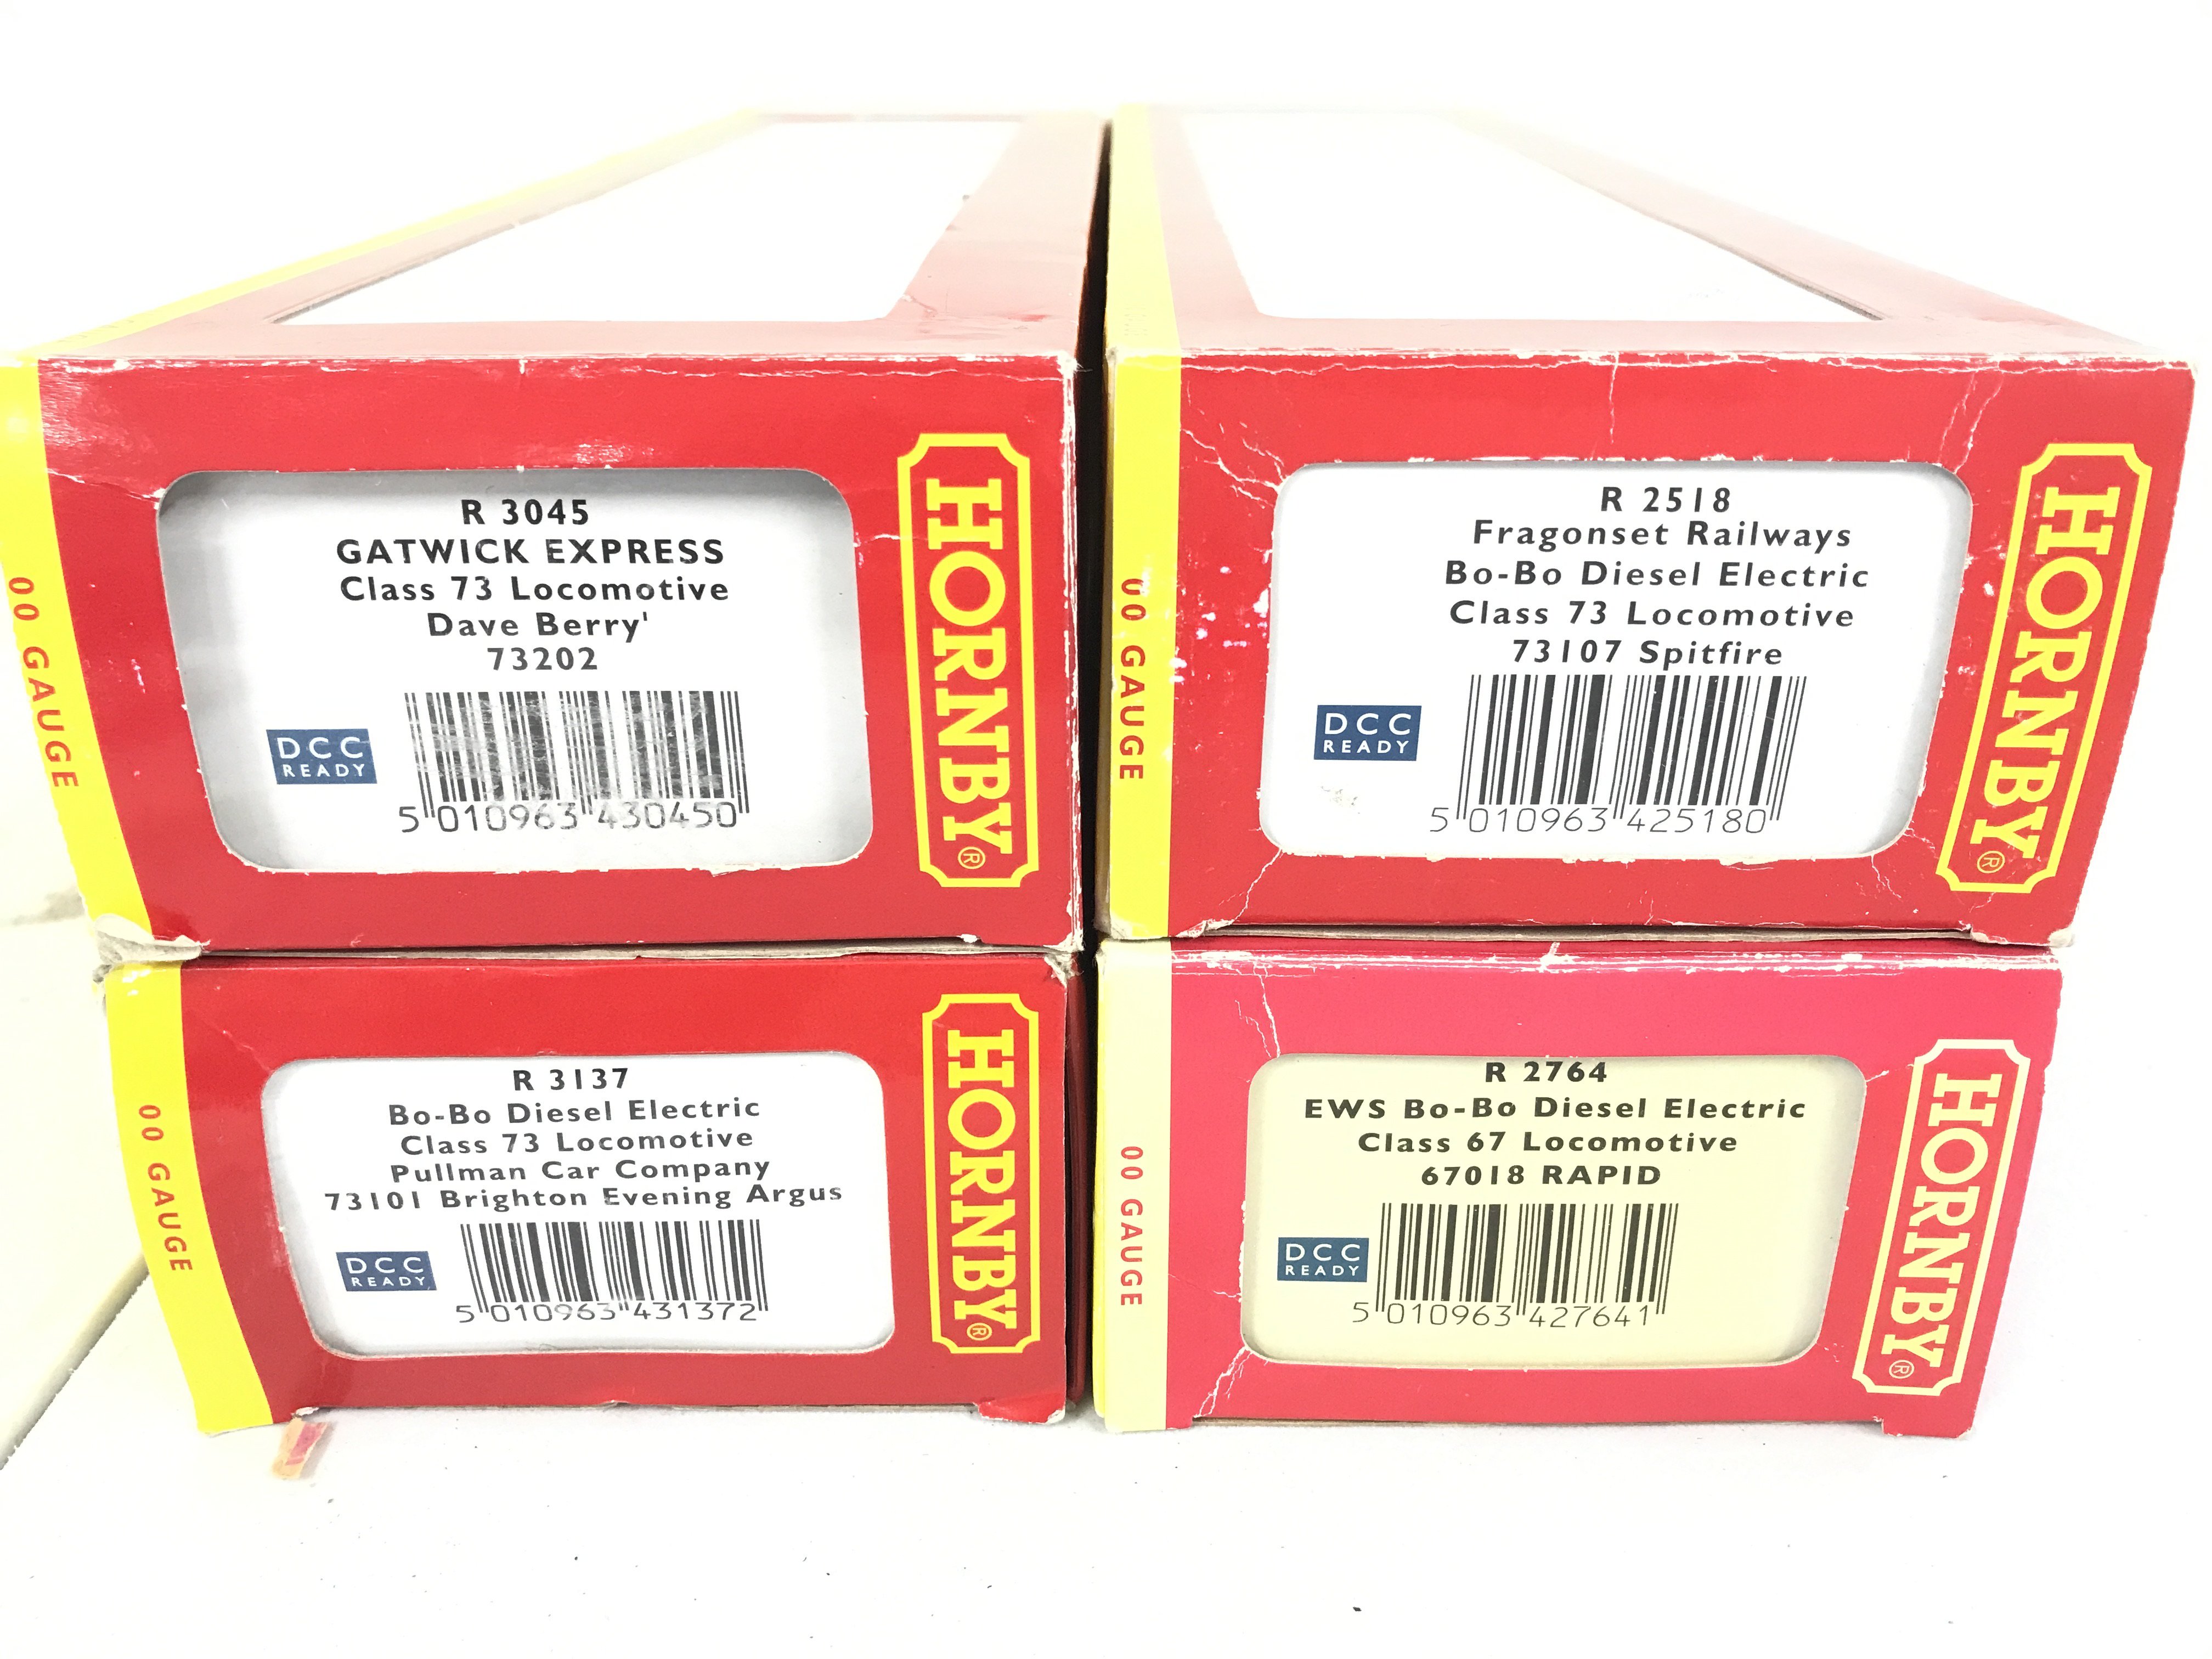 R 3045
GATWICK EXPRESS
Class 73 Locomotive
Dave Berry'
73202
DCC
READY
5 010963 430450
HORNBY®
00 GAUGE
R 2518
Fragonset Railways
Bo-Bo Diesel Electric
Class 73 Locomotive
73107 Spitfire
DCC
READY
5 010963 425180
HORNBY®
00 GAUGE
R 3137
Bo-Bo Diesel Electric
Class 73 Locomotive
Pullman Car Company
73101 Brighton Evening Argus
DCC
READY
5 010963 431372
HORNBY®
00 GAUGE
R 2764
EWS Bo-Bo Diesel Electric
Class 67 Locomotive
67018 RAPID
DCC
READY
5 010963 427641
HORNBY®
00 GAUGE